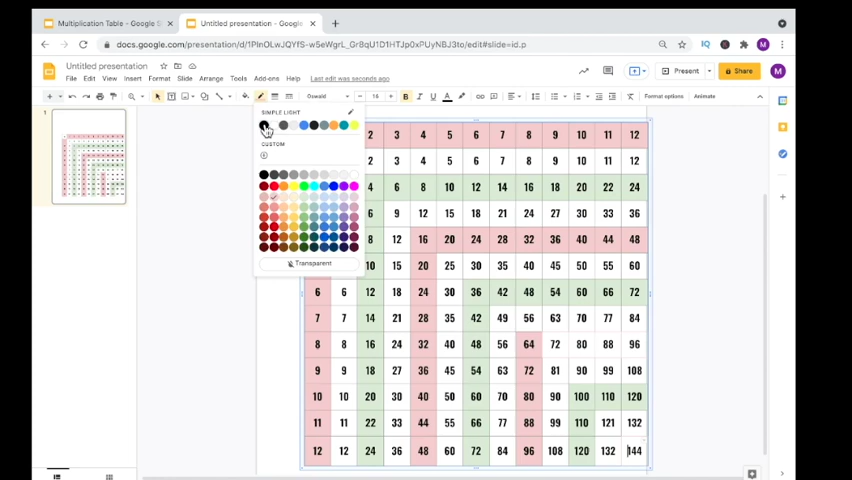 Multiplication Table - Google S
Untitled presentation - Google
docs.google.com/presentation/d/1PlnOLwJQYfS-w5eWgrL_Gr8qU1D1HTJp0xPUyNBJ3to/edit#slide=id.p
Untitled presentation
File Edit View Insert Format Slide Arrange Tools Add-ons Help Last edit was seconds ago
Present
Share
M
Oswald
16
B I U A
Format options
Animate
SIMPLE LIGHT
CUSTOM
Transparent
1
2 3 4 5 6 7 8 9 10 11 12
2 3 4 5 6 7 8 9 10 11 12
4 6 8 10 12 14 16 18 20 22 24
6 9 12 15 18 21 24 27 30 33 36
8 12 16 20 24 28 32 36 40 44 48
10 15 20 25 30 35 40 45 50 55 60
6 6 12 18 24 30 36 42 48 54 60 66 72
7 7 14 21 28 35 42 49 56 63 70 77 84
8 8 16 24 32 40 48 56 64 72 80 88 96
9 9 18 27 36 45 54 63 72 81 90 99 108
10 10 20 30 40 50 60 70 80 90 100 110 120
11 11 22 33 44 55 66 77 88 99 110 121 132
12 12 24 36 48 60 72 84 96 108 120 132 144